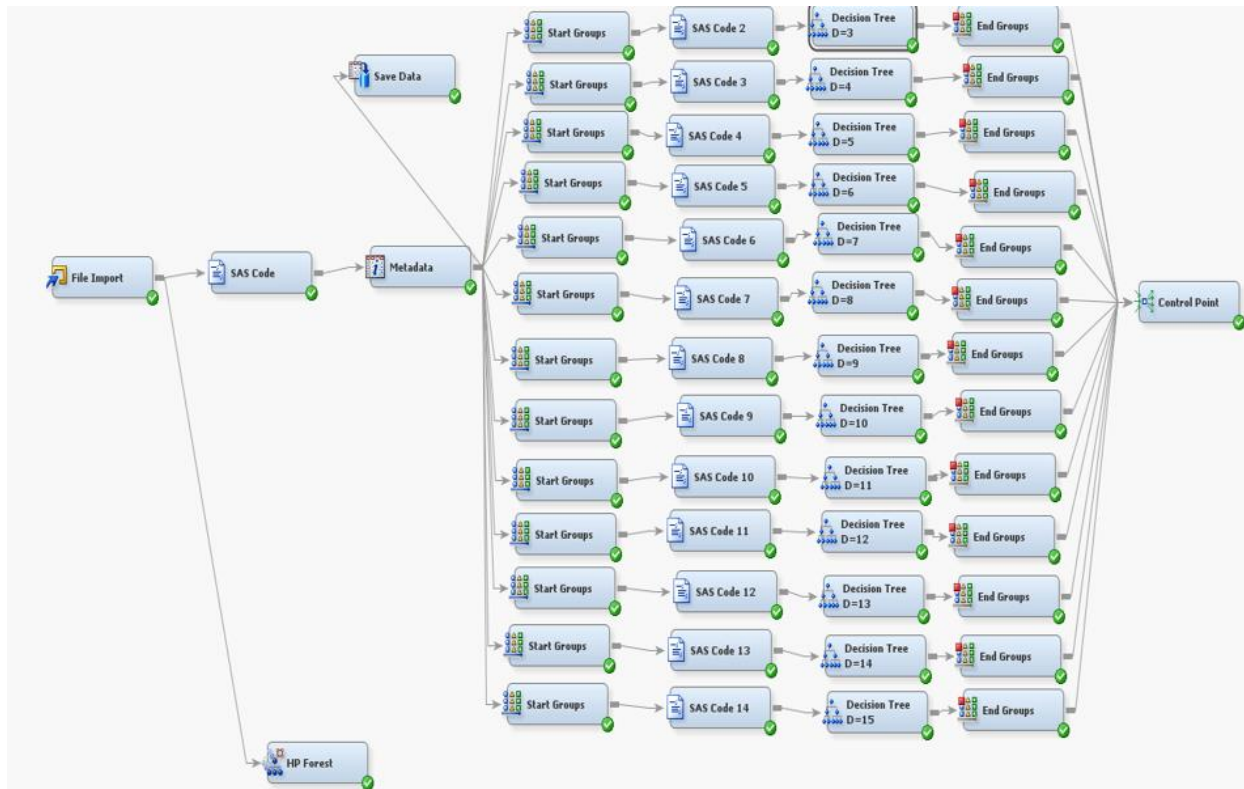 Save Data
File Import
SAS Code
Metadata
Start Groups
SAS Code 2
Decision Tree
D=3
End Groups
Start Groups
SAS Code 3
Decision Tree
D=4
End Groups
Start Groups
SAS Code 4
Decision Tree
D=5
End Groups
Start Groups
SAS Code 5
Decision Tree
D=6
End Groups
Start Groups
SAS Code 6
Decision Tree
D=7
End Groups
Start Groups
SAS Code 7
Decision Tree
D=8
End Groups
Start Groups
SAS Code 8
Decision Tree
D=9
End Groups
Start Groups
SAS Code 9
Decision Tree
D=10
End Groups
Start Groups
SAS Code 10
Decision Tree
D=11
End Groups
Start Groups
SAS Code 11
Decision Tree
D=12
End Groups
Start Groups
SAS Code 12
Decision Tree
D=13
End Groups
Start Groups
SAS Code 13
Decision Tree
D=14
End Groups
Start Groups
SAS Code 14
Decision Tree
D=15
End Groups
Control Point
HP Forest